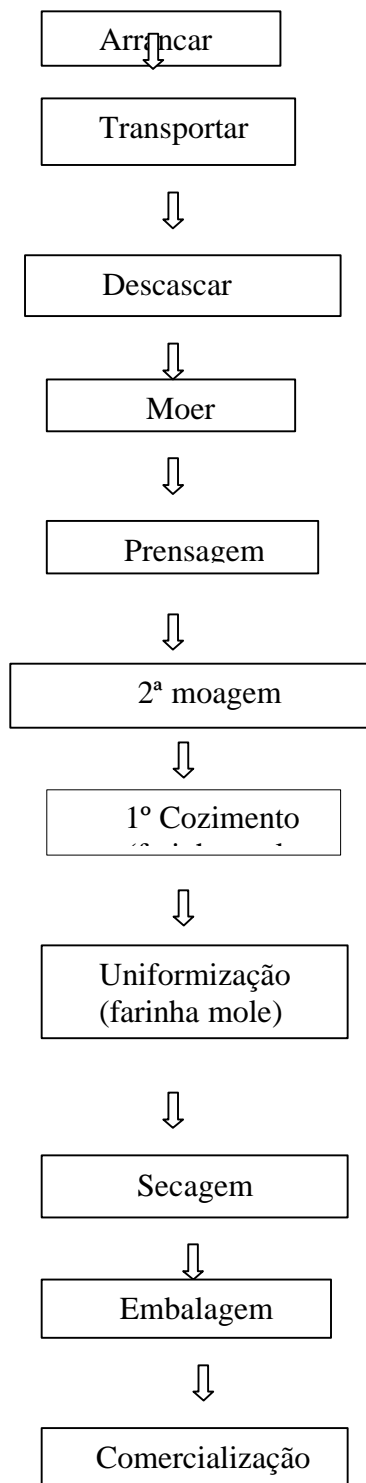 Arrancar
Transportar
Descascar
Moer
Prensagem
2ª moagem
1º Cozimento
Uniformização
(farinha mole)
Secagem
Embalagem
Comercialização